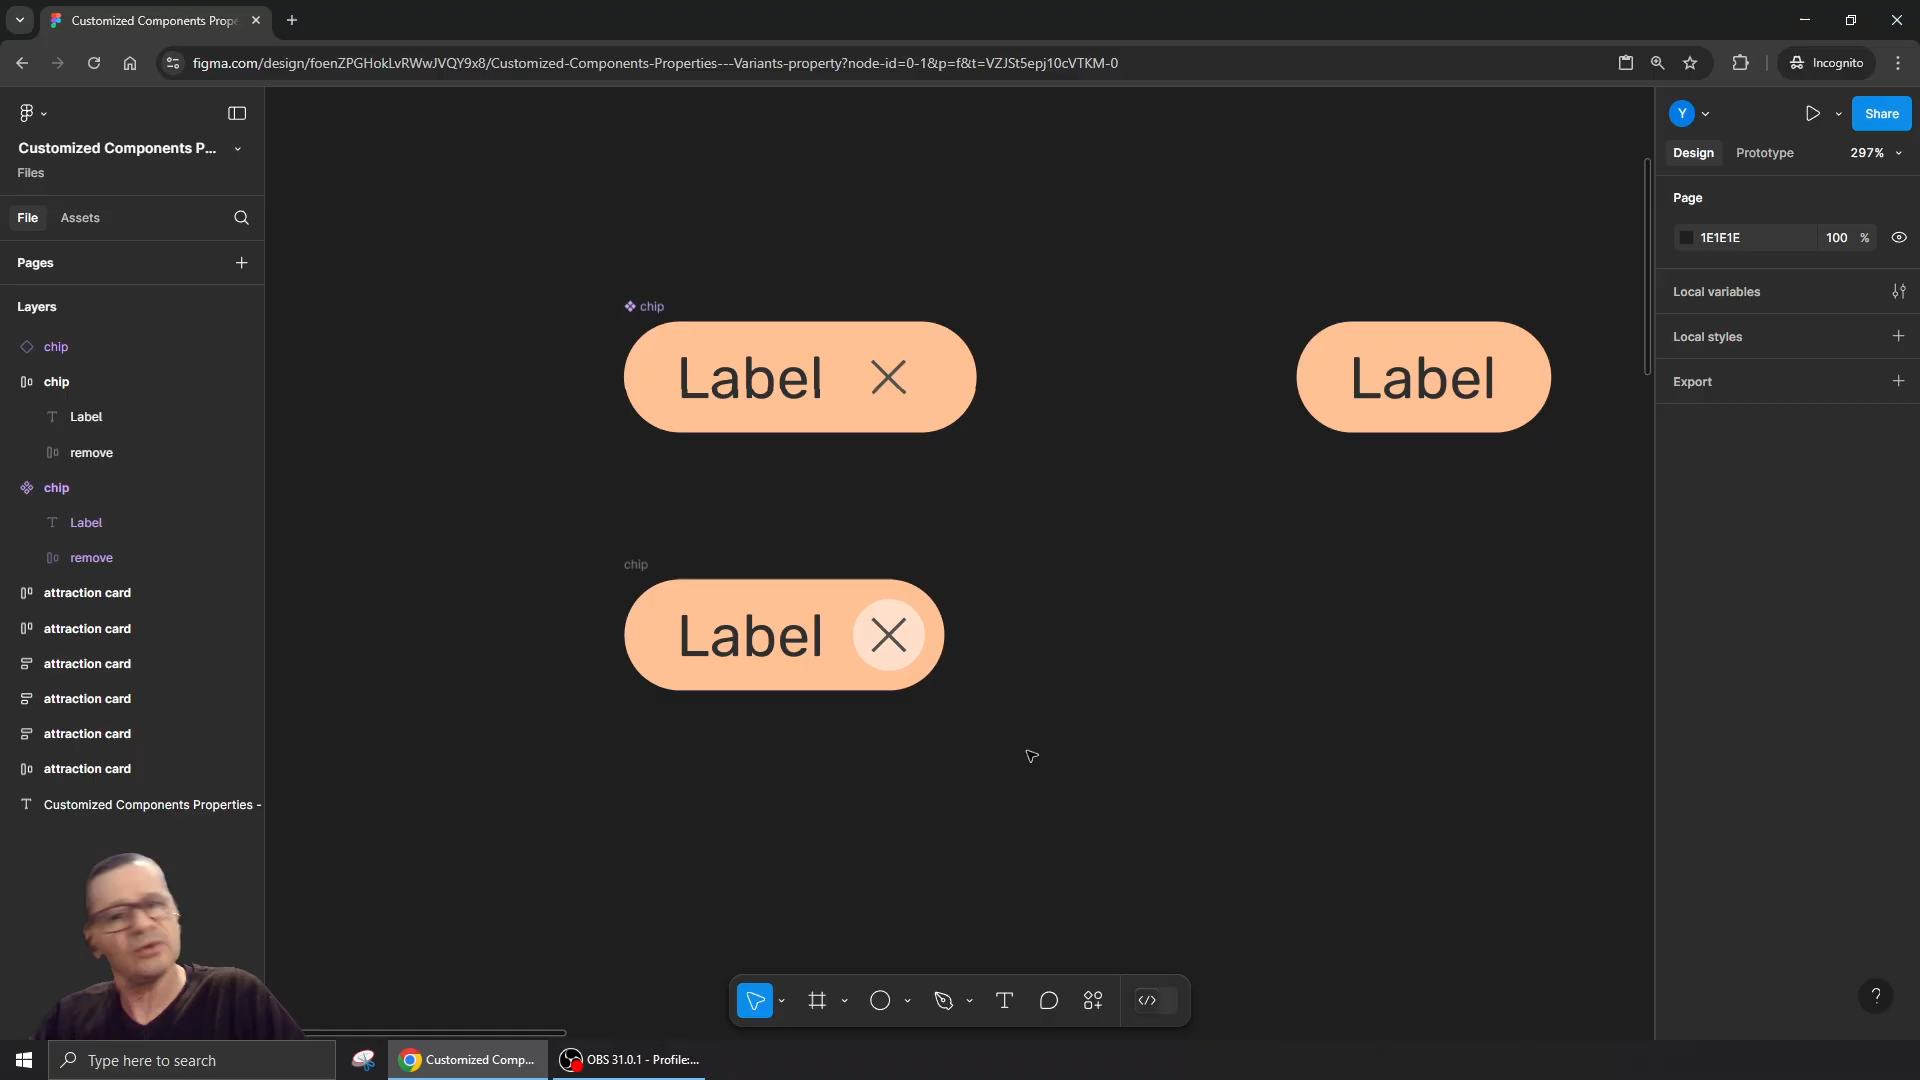 Customized Components Prope
figma.com/design/foenZPGHokLvRWwJVQY9x8/Customized-Components-Properties---Variants-property?node-id=0-1&p=f&t=VZJSt5epj10cVTKM-0
Incognito
Customized Components P...
Files
File
Assets
Pages
Layers
chip
chip
Label
remove
chip
Label
remove
attraction card
attraction card
attraction card
attraction card
attraction card
attraction card
Customized Components Properties -
chip
Label
Label
chip
Label
Y
Share
Design
Prototype
297%
Page
1E1E1E
100
%
Local variables
Local styles
Export
?
Type here to search
Customized Comp...
OBS 31.0.1 - Profile:...